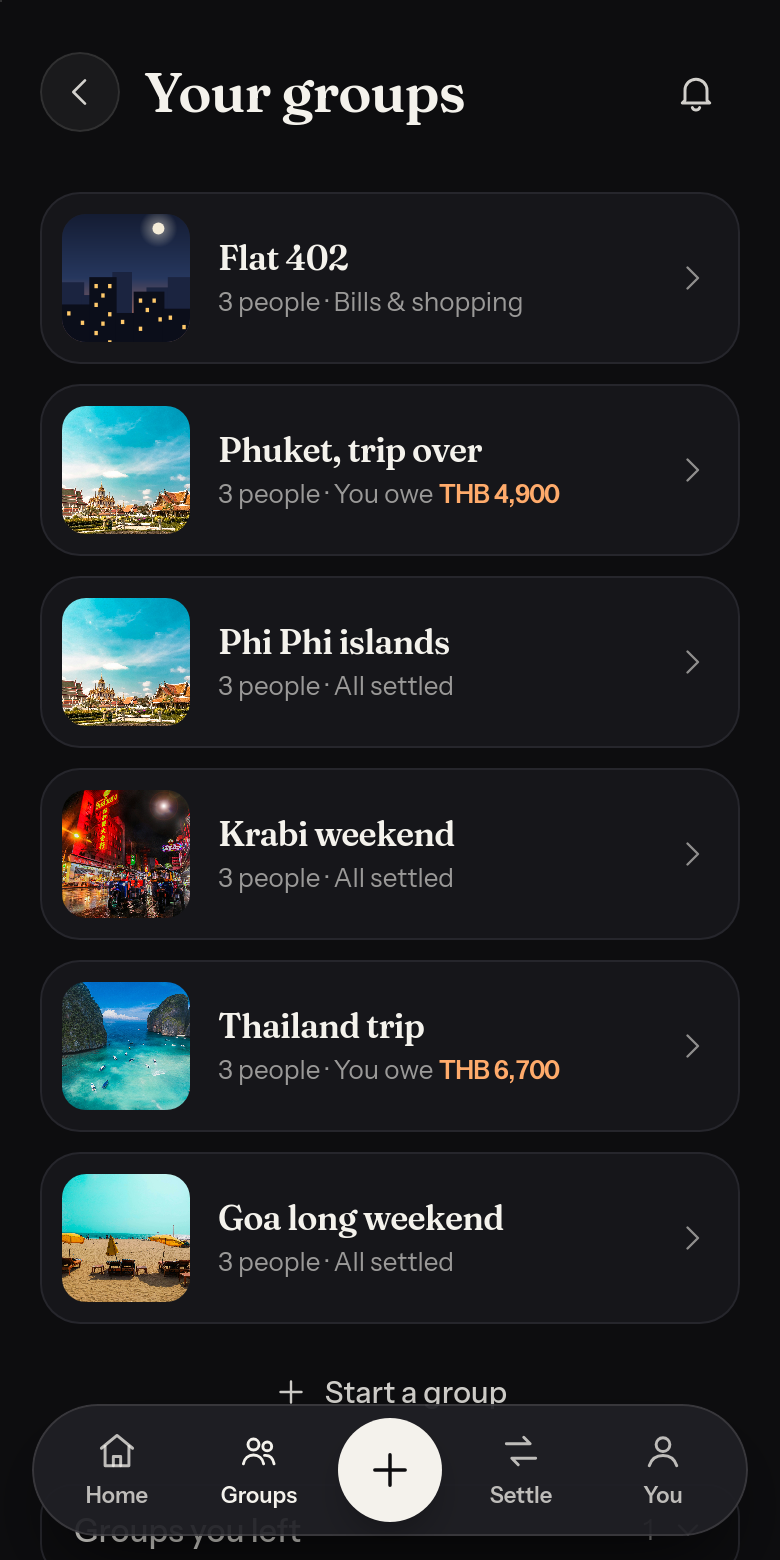 Your groups
Flat 402
3 people · Bills & shopping
Phuket, trip over
3 people · You owe THB 4,900
Phi Phi islands
3 people · All settled
Krabi weekend
3 people · All settled
Thailand trip
3 people · You owe THB 6,700
Goa long weekend
3 people · All settled
Start a group
Home Groups Settle You
Groups you left 1